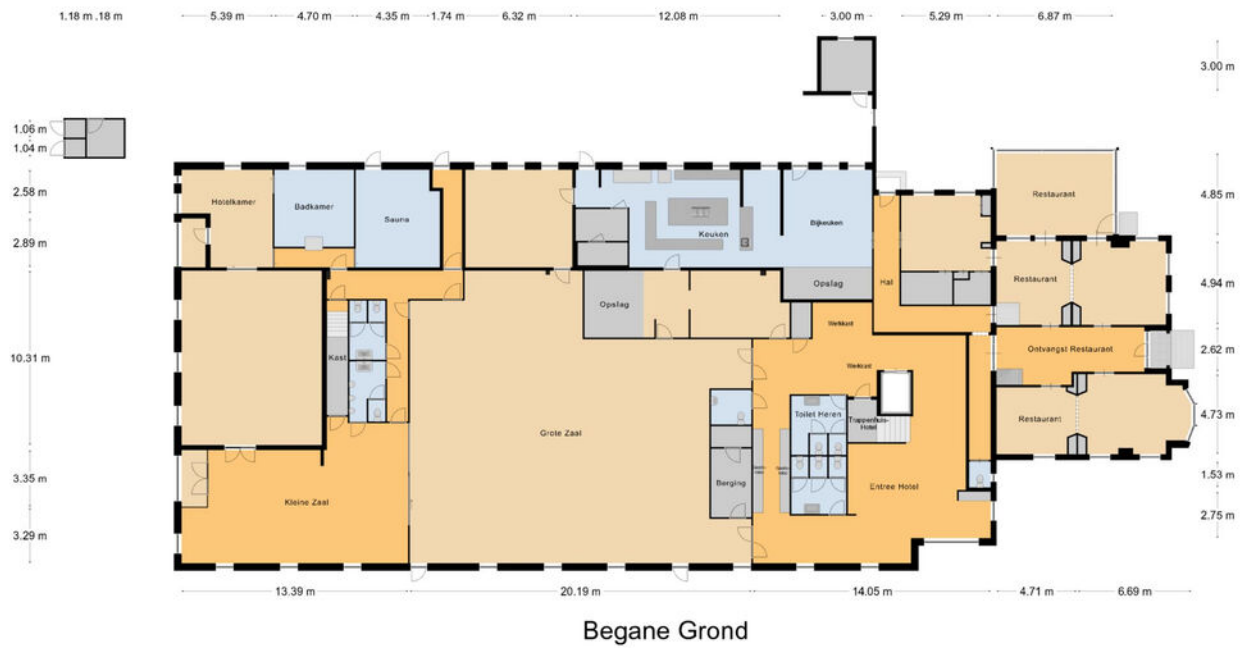 1.18 m .18 m 5.39 m 4.70 m 4.35 m 1.74 m 6.32 m 12.08 m 3.00 m 5.29 m 6.87 m
3.00 m
1.06 m
1.04 m
2.58 m
2.89 m
10.31 m
3.35 m
3.29 m
Hotelkamer
Badkamer
Sauna
Keuken
Bijkeuken
Restaurant
4.85 m
Opslag
Opslag
Hal
Restaurant
4.94 m
Werkkast
Kast
Werkkast
Ontvangst Restaurant
2.62 m
Grote Zaal
Toilet Heren
Trappenhuis-
Hotel
Restaurant
4.73 m
Kleine Zaal
Berging
Entree Hotel
1.53 m
2.75 m
13.39 m 20.19 m 14.05 m 4.71 m 6.69 m
Begane Grond